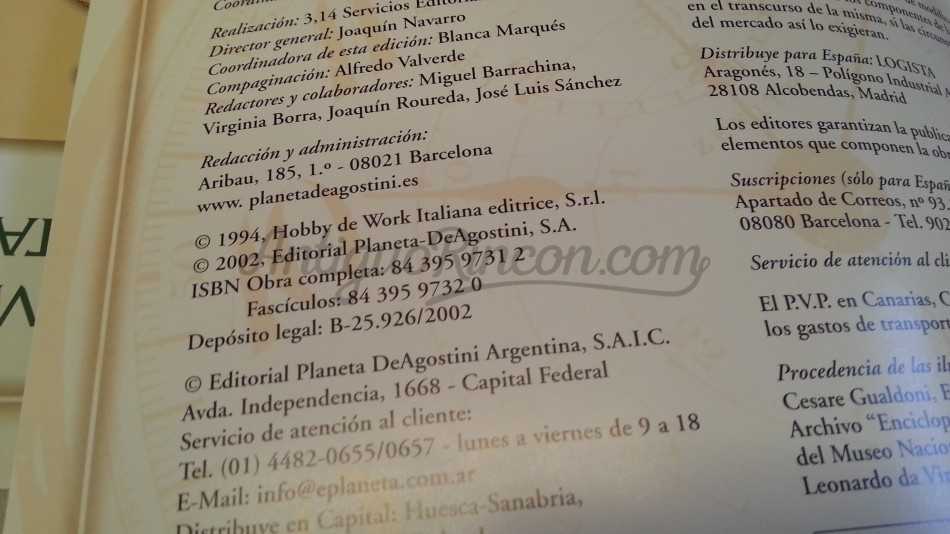 Realización: 3,14 Servicios
Director general: Joaquín Navarro
Coordinadora de esta edición: Blanca Marqués
Compaginación: Alfredo Valverde
Redactores y colaboradores: Miguel Barrachina,
Virginia Borra, Joaquín Roureda, José Luis Sánchez
Redacción y administración:
Aribau, 185, 1.º - 08021 Barcelona
www. planetadeagostini.es
© 1994, Hobby de Work Italiana editrice, S.r.l.
© 2002, Editorial Planeta-DeAgostini, S.A.
ISBN Obra completa: 84 395 9731 2
Fascículos: 84 395 9732 0
Depósito legal: B-25.926/2002
© Editorial Planeta DeAgostini Argentina, S.A.I.C.
Avda. Independencia, 1668 - Capital Federal
Servicio de atención al cliente:
Tel. (01) 4482-0655/0657 - lunes a viernes de 9 a 18
E-Mail: info@eplaneta.com.ar
Distribuye en Capital: Huesca-Sanabria,
en el transcurso de la misma, si las
del mercado así lo exigieran.
Distribuye para España: LOGISTA
Aragonés, 18 – Polígono Industrial
28108 Alcobendas, Madrid
Los editores garantizan la
elementos que componen la
Suscripciones (sólo para
Apartado de Correos, nº 93.
08080 Barcelona - Tel. 902
Servicio de atención al
El P.V.P. en Canarias,
los gastos de
Procedencia de las
Cesare Gualdoni,
Archivo
del Museo
Leonardo da
AntiguoRincon.com